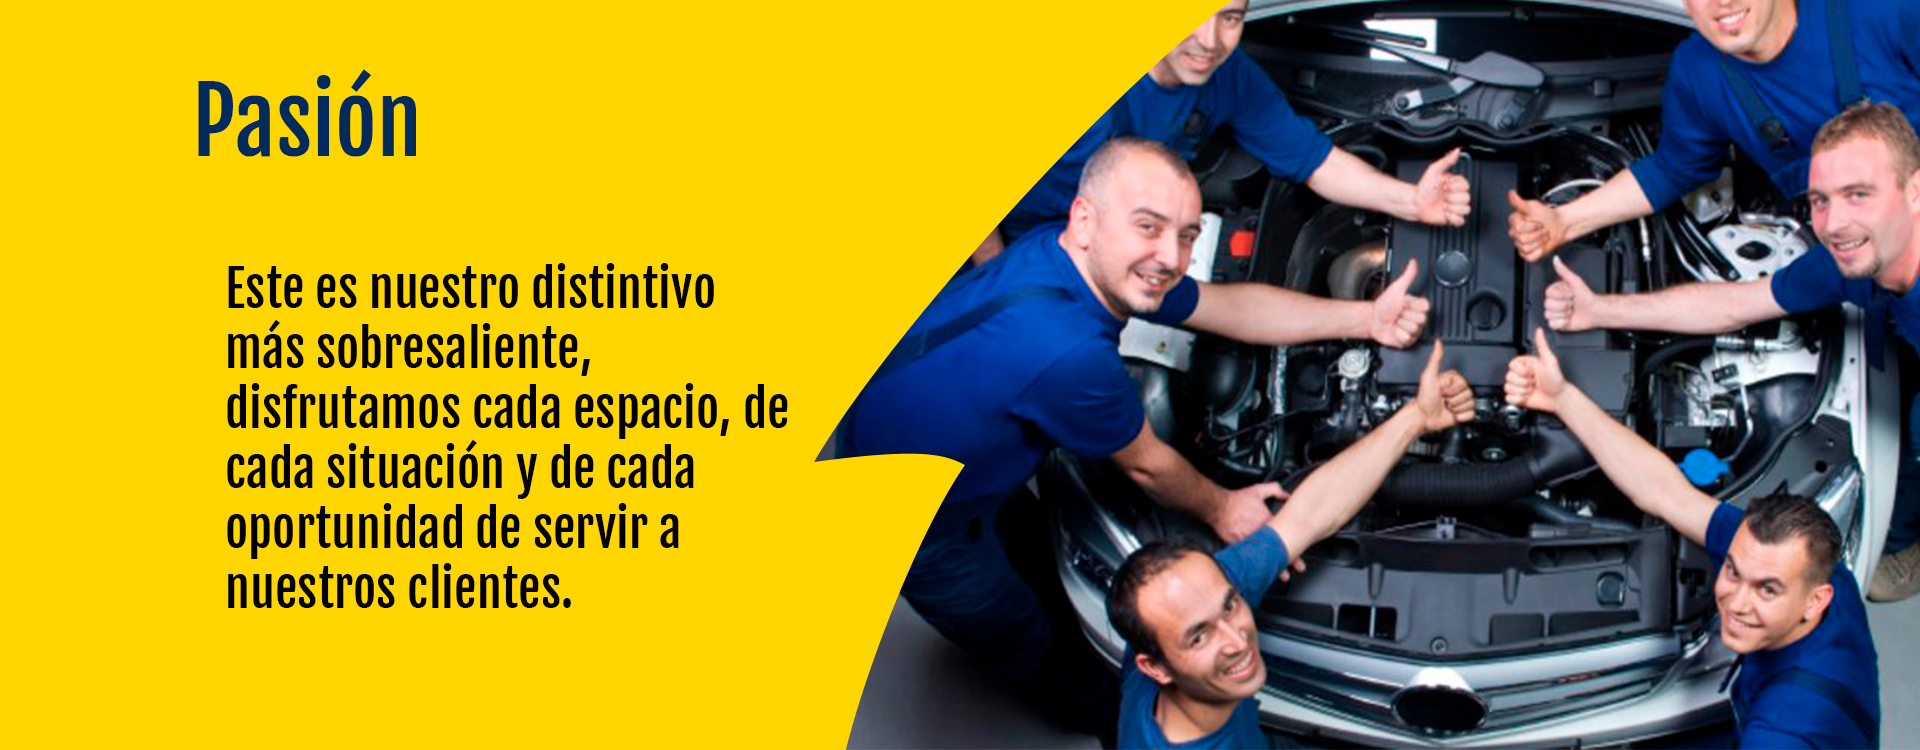 Pasión
Este es nuestro distintivo
más sobresaliente,
disfrutamos cada espacio, de
cada situación y de cada
oportunidad de servir a
nuestros clientes.